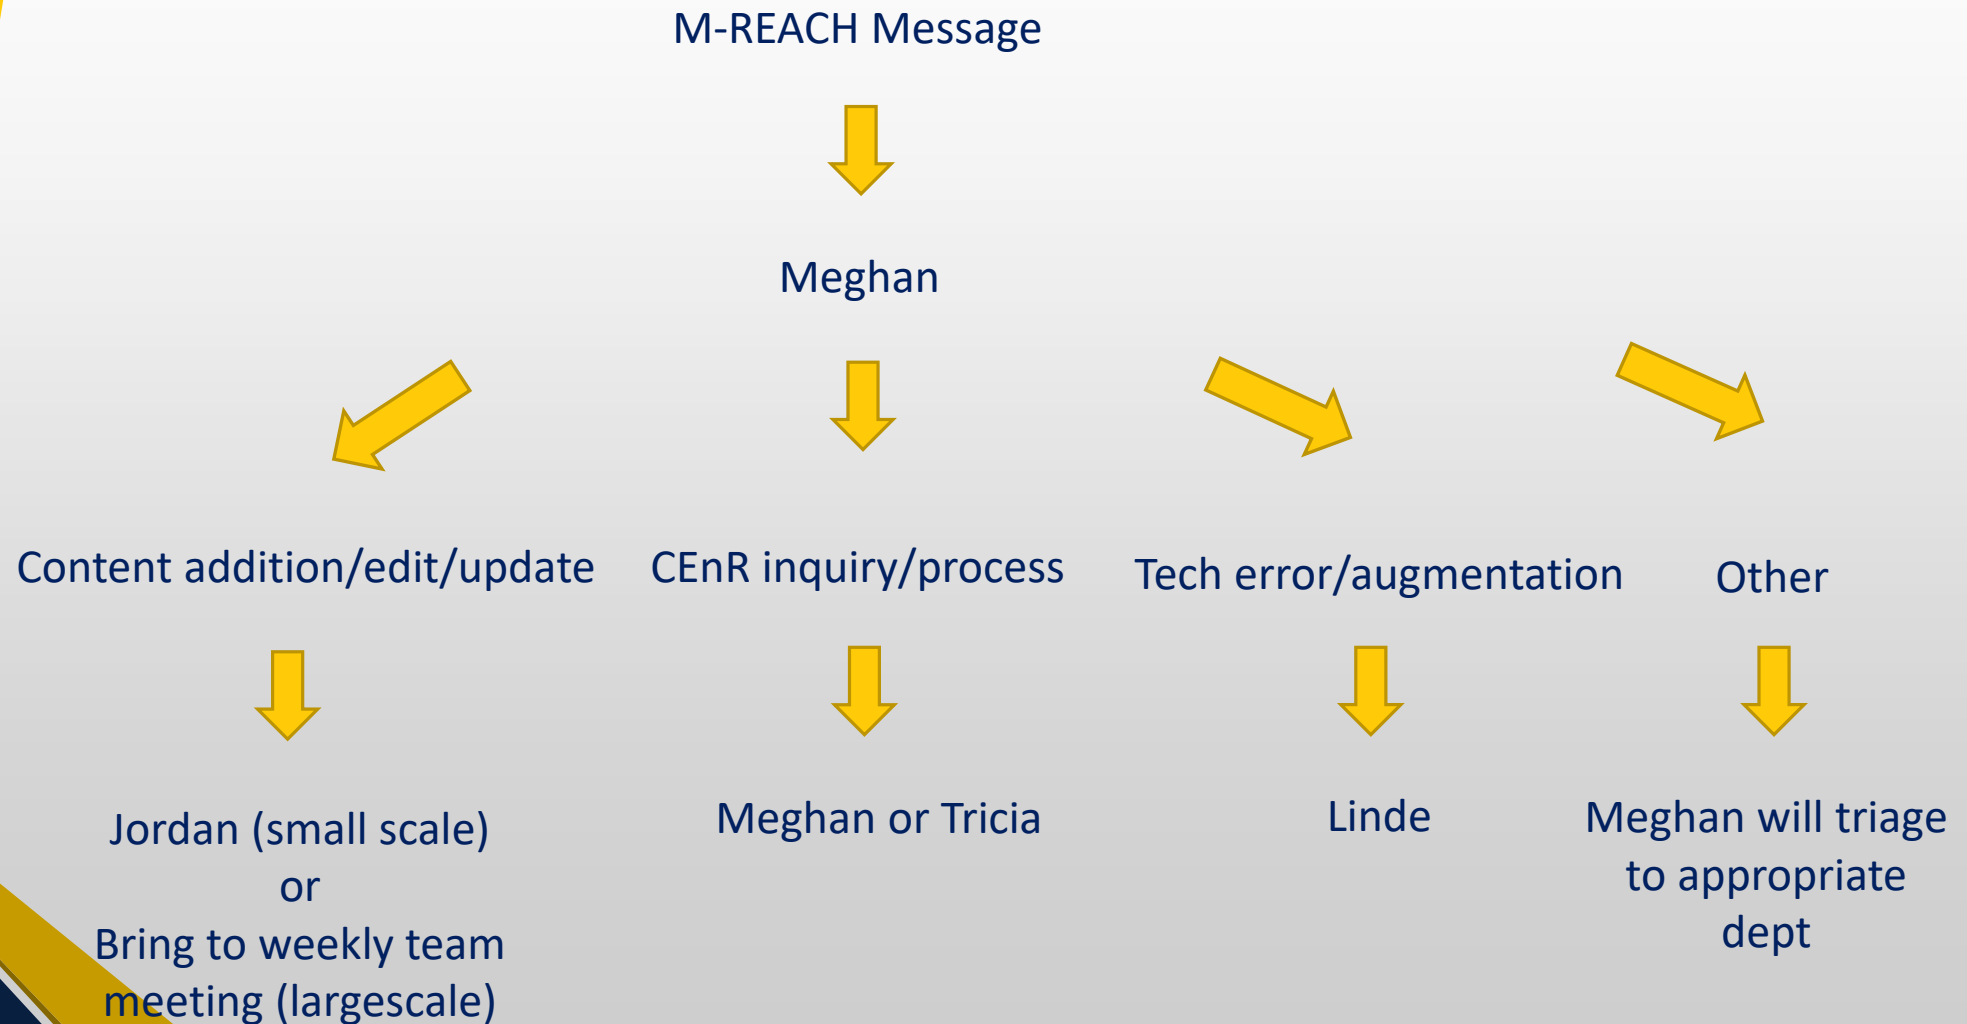 M-REACH Message
Meghan
Content addition/edit/update
CEnR inquiry/process
Tech error/augmentation
Other
Jordan (small scale)
or
Bring to weekly team
meeting (largescale)
Meghan or Tricia
Linde
Meghan will triage
to appropriate
dept